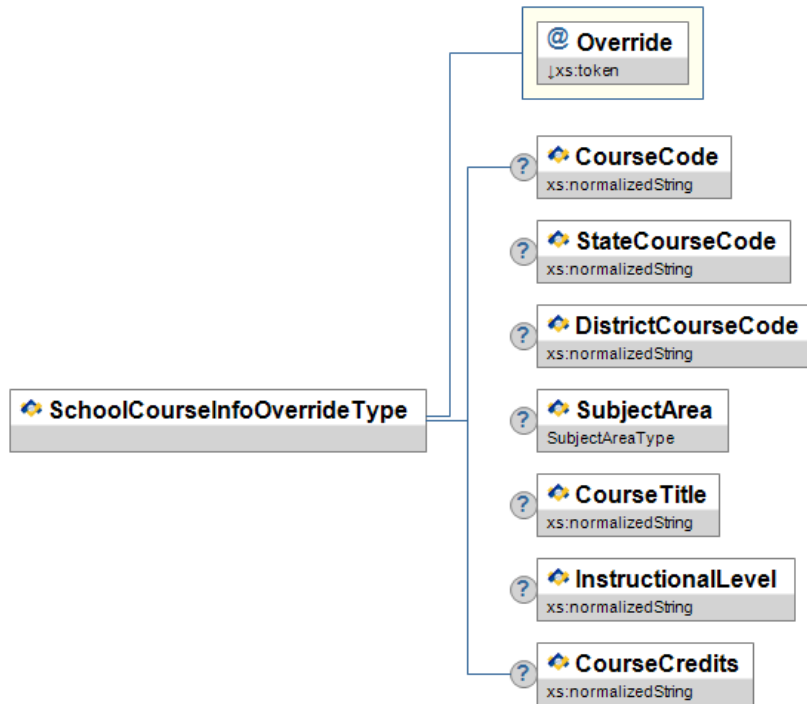 @ Override
↓xs:token
? CourseCode
xs:normalizedString
? StateCourseCode
xs:normalizedString
? DistrictCourseCode
xs:normalizedString
SchoolCourseInfoOverrideType
? SubjectArea
SubjectAreaType
? CourseTitle
xs:normalizedString
? InstructionalLevel
xs:normalizedString
? CourseCredits
xs:normalizedString